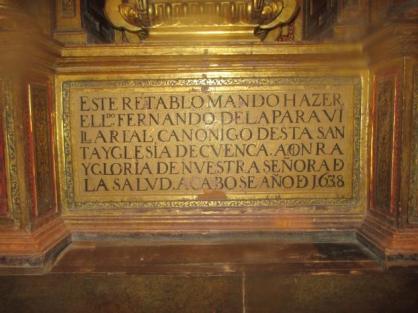 ESTE RETABLO MANDO HAZER
EL LDO FERNANDO DE LA PARA VI
LLARIAL CANONIGO DESTA SAN
TA YGLESIA DE CVENCA, A ONRA
Y GLORIA DE NVESTRA SEÑORA D
LA SALVD. ACABOSE AÑO D 1638